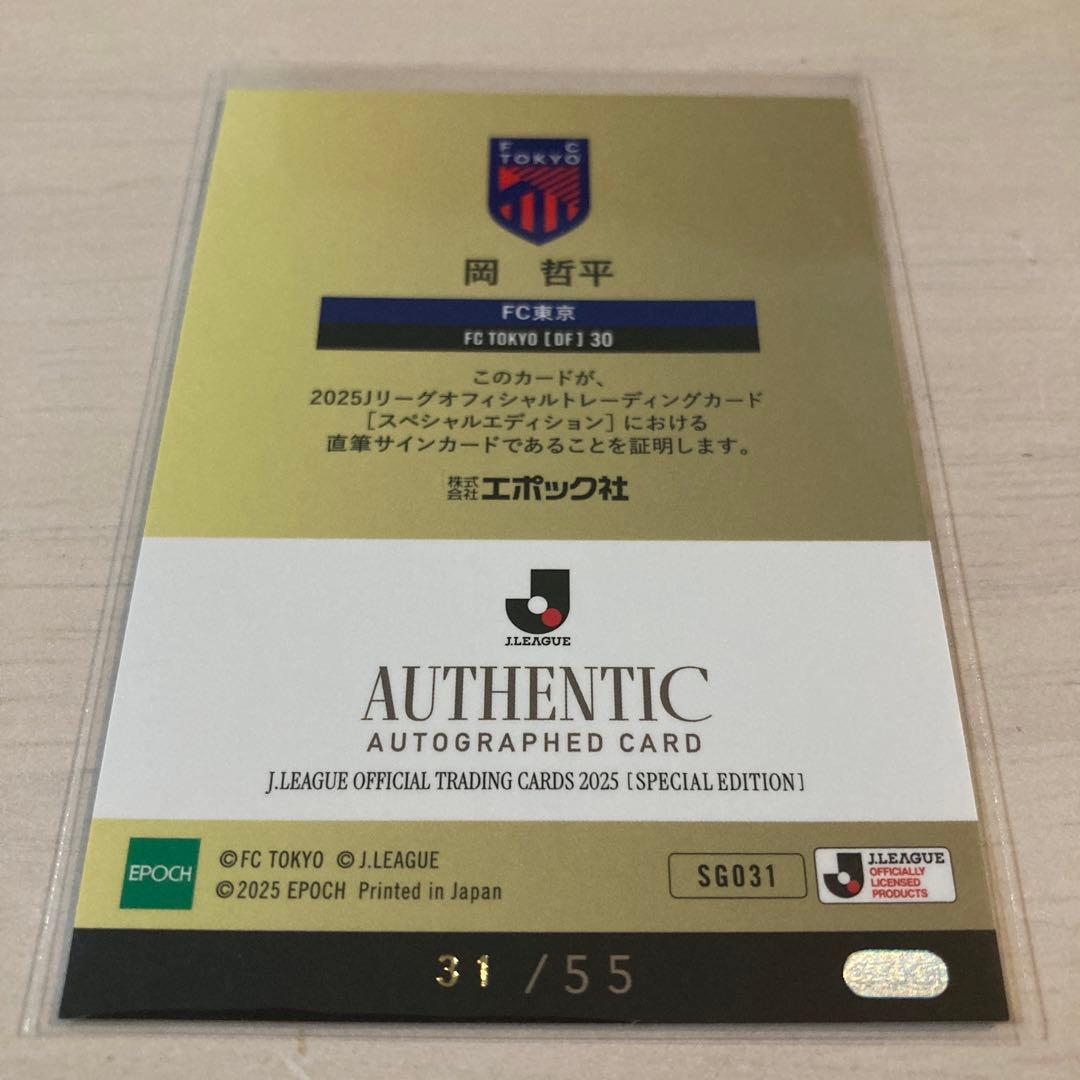 F C
TOKYO
岡 哲平
FC東京
FC TOKYO [DF] 30
このカードが、
2025Jリーグオフィシャルトレーディングカード
[スペシャルエディション]における
直筆サインカードであることを証明します。
株式会社エポック社
J.LEAGUE
AUTHENTIC
AUTOGRAPHED CARD
J.LEAGUE OFFICIAL TRADING CARDS 2025 [SPECIAL EDITION]
EPOCH
©FC TOKYO ©J.LEAGUE
©2025 EPOCH Printed in Japan
SG031
J.LEAGUE
OFFICIALLY
LICENSED
PRODUCTS
31 /55